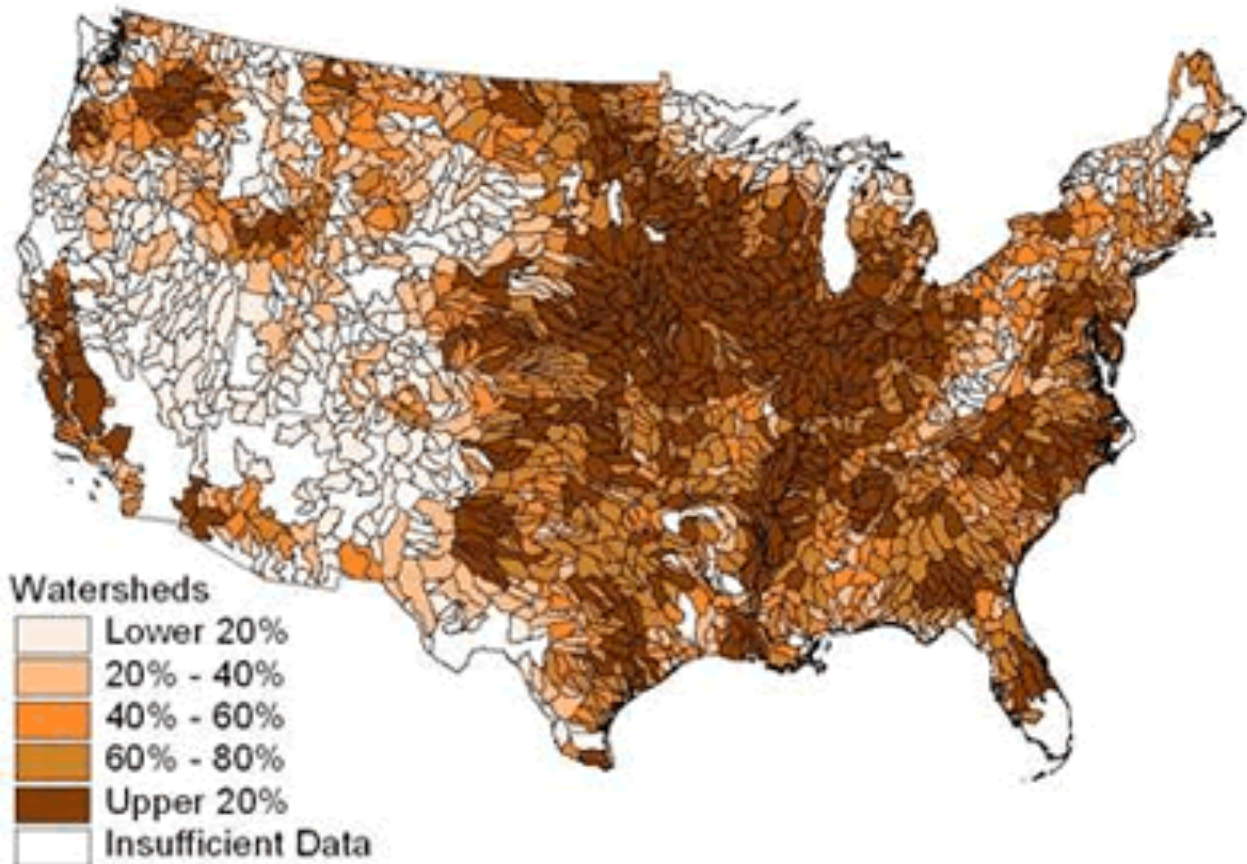 Watersheds
Lower 20%
20% - 40%
40% - 60%
60% - 80%
Upper 20%
Insufficient Data